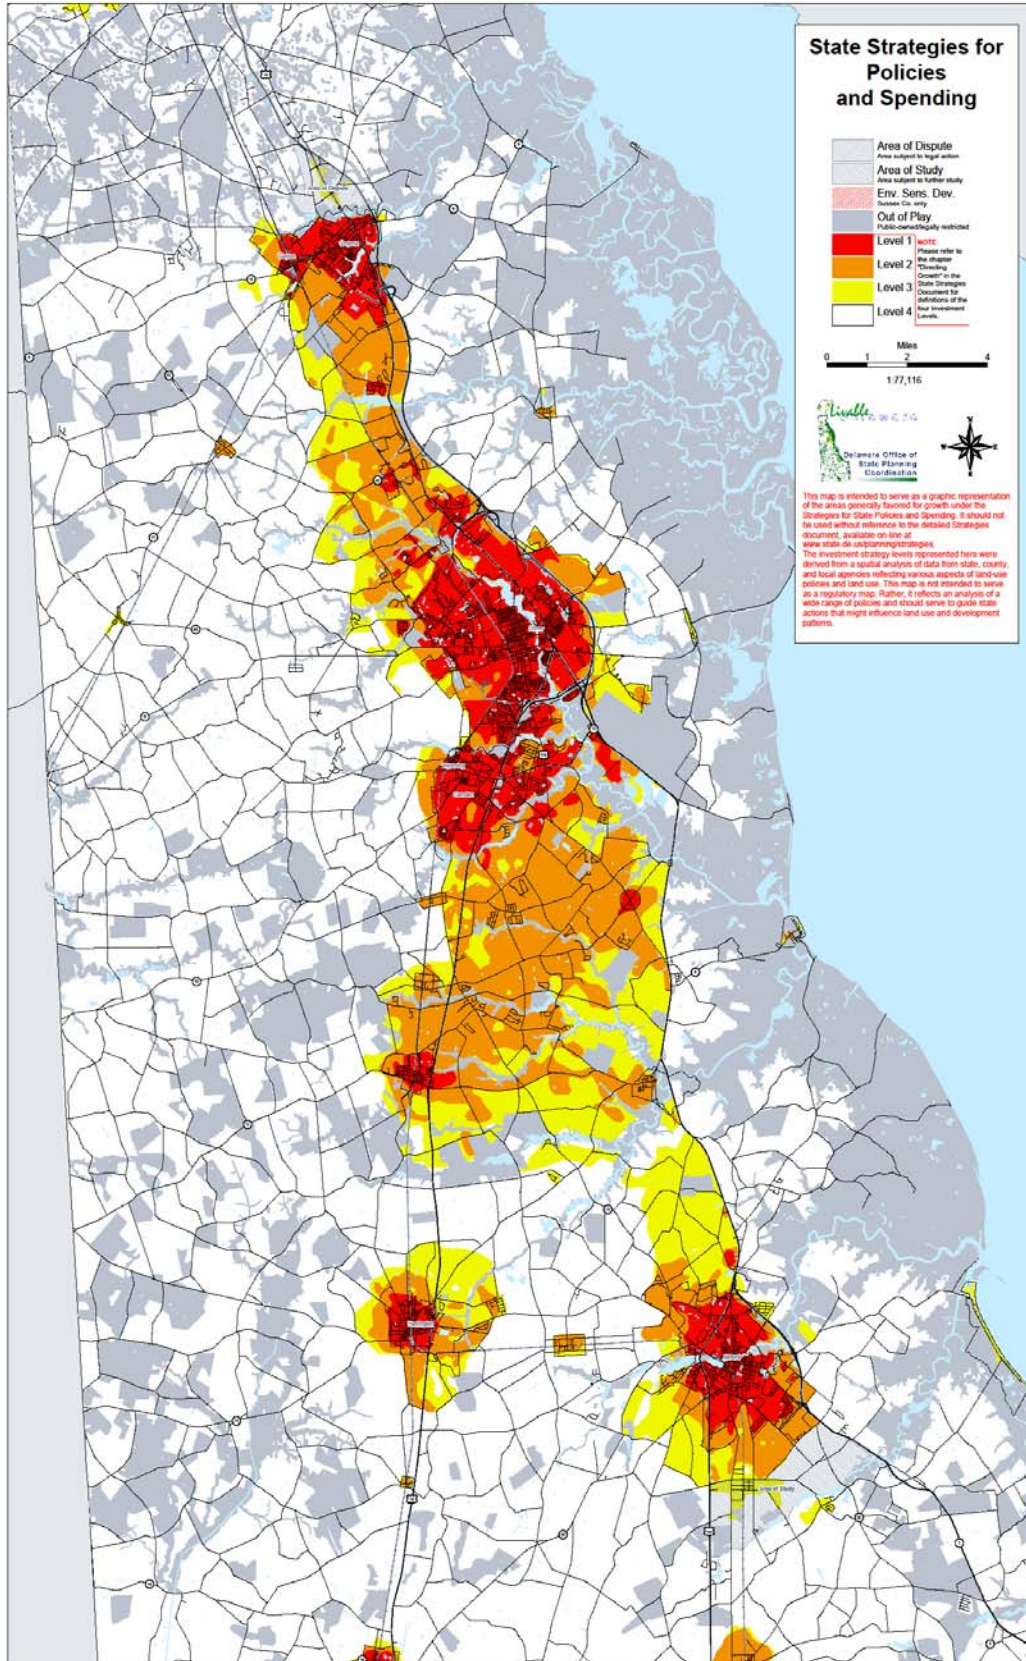 State Strategies for
Policies
and Spending
Area of Dispute
Area subject to legal action
Area of Study
Area subject to further study
Env. Sens. Dev.
Sussex Co. only
Out of Play
Public-owned/legally restricted
Level 1
Level 2
Level 3
Level 4
NOTE
Please refer to
the chapter
"Directing
Growth" in the
State Strategies
Document for
definitions of the
four Investment
Levels.
Miles
0 1 2 4
1:77,116
Livable
Delaware Office of
State Planning
Coordination
N
W E
S
This map is intended to serve as a graphic representation
of the areas generally favored for growth under the
Strategies for State Policies and Spending. It should not
be used without reference to the detailed Strategies
document, available on-line at
www.state.de.us/planning/strategies.
The investment strategy levels represented here were
derived from a spatial analysis of data from state, county,
and local agencies reflecting various aspects of land-use
policies and land use. This map is not intended to serve
as a regulatory map. Rather, it reflects an analysis of a
wide range of policies and should serve to guide state
actions that might influence land use and development
patterns.
Area of Dispute
Smyrna
Camden
Area of Study